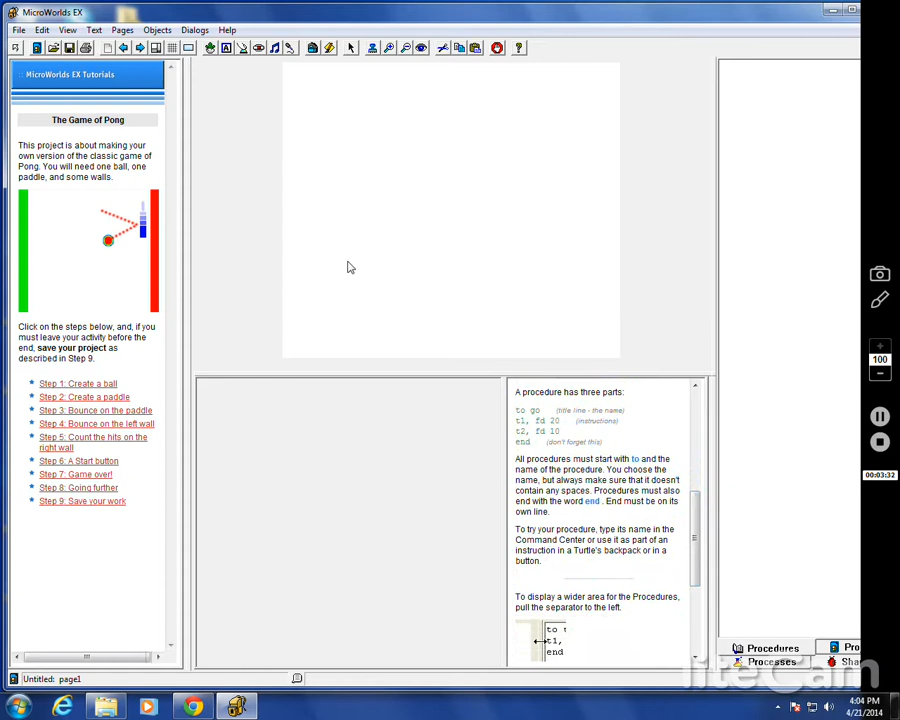 MicroWorlds EX
File Edit View Text Pages Objects Dialogs Help
:: MicroWorlds EX Tutorials
The Game of Pong
This project is about making your
own version of the classic game of
Pong. You will need one ball, one
paddle, and some walls.
Click on the steps below, and, if you
must leave your activity before the
end, save your project as
described in Step 9.
Step 1: Create a ball
Step 2: Create a paddle
Step 3: Bounce on the paddle
Step 4: Bounce on the left wall
Step 5: Count the hits on the
right wall
Step 6: A Start button
Step 7: Game over!
Step 8: Going further
Step 9: Save your work
A procedure has three parts:
to go (title line - the name)
t1, fd 20 (instructions)
t2, fd 10
end (don't forget this)
All procedures must start with to and the
name of the procedure. You choose the
name, but always make sure that it doesn't
contain any spaces. Procedures must also
end with the word end . End must be on its
own line.
To try your procedure, type its name in the
Command Center or use it as part of an
instruction in a Turtle's backpack or in a
button.
To display a wider area for the Procedures,
pull the separator to the left.
to t
t1,
end
Procedures
Pro
Processes
Sha
100
00:03:32
liteCam
Untitled: page1
4:04 PM
4/21/2014